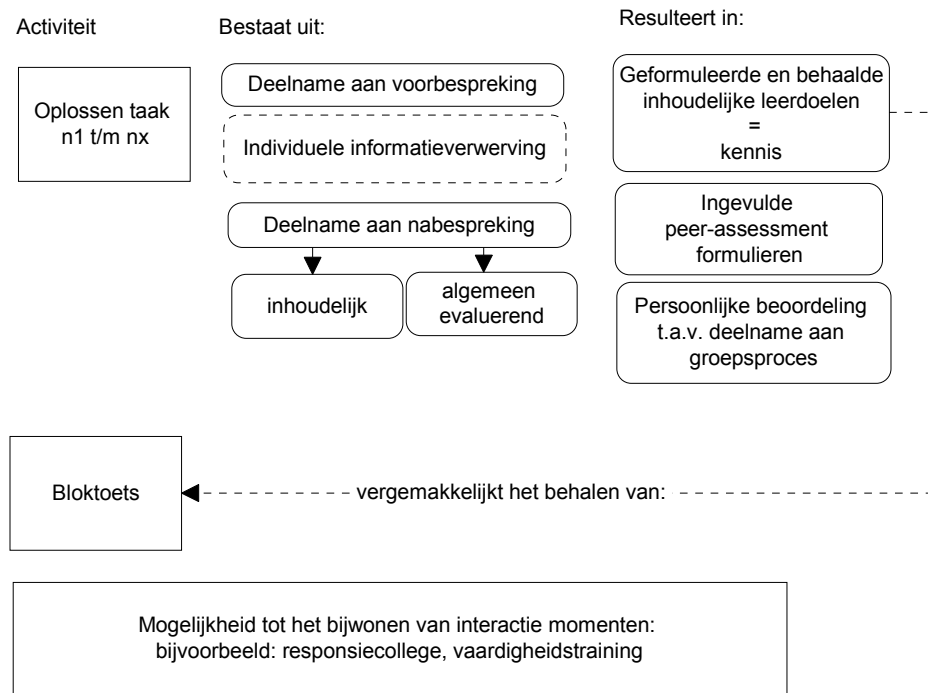 Activiteit
Bestaat uit:
Resulteert in:
Oplossen taak
n1 t/m nx
Deelname aan voorbespreking
Individuele informatieverwerving
Deelname aan nabespreking
inhoudelijk
algemeen
evaluerend
Geformuleerde en behaalde
inhoudelijke leerdoelen
=
kennis
Ingevulde
peer-assessment
formulieren
Persoonlijke beoordeling
t.a.v. deelname aan
groepsproces
Bloktoets
vergemakkelijkt het behalen van:
Mogelijkheid tot het bijwonen van interactie momenten:
bijvoorbeeld: responsiecollege, vaardigheidstraining